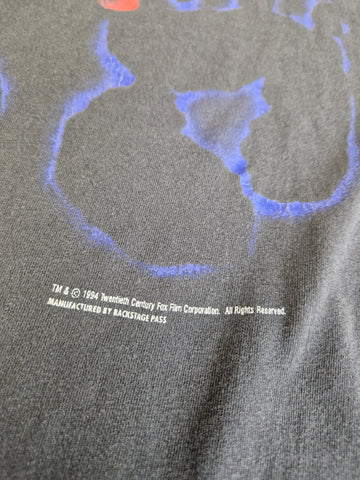 TM & © 1994 Twentieth Century Fox Film Corporation. All Rights Reserved.
MANUFACTURED BY BACKSTAGE PASS